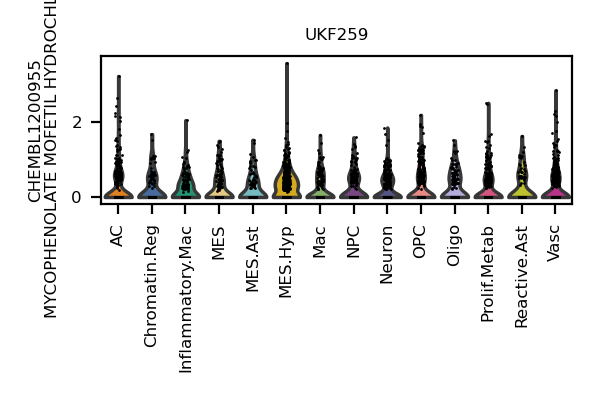 UKF259
CHEMBL1200955
MYCOPHENOLATE MOFETIL HYDROCHL
2
0
AC
Chromatin.Reg
Inflammatory.Mac
MES
MES.Ast
MES.Hyp
Mac
NPC
Neuron
OPC
Oligo
Prolif.Metab
Reactive.Ast
Vasc